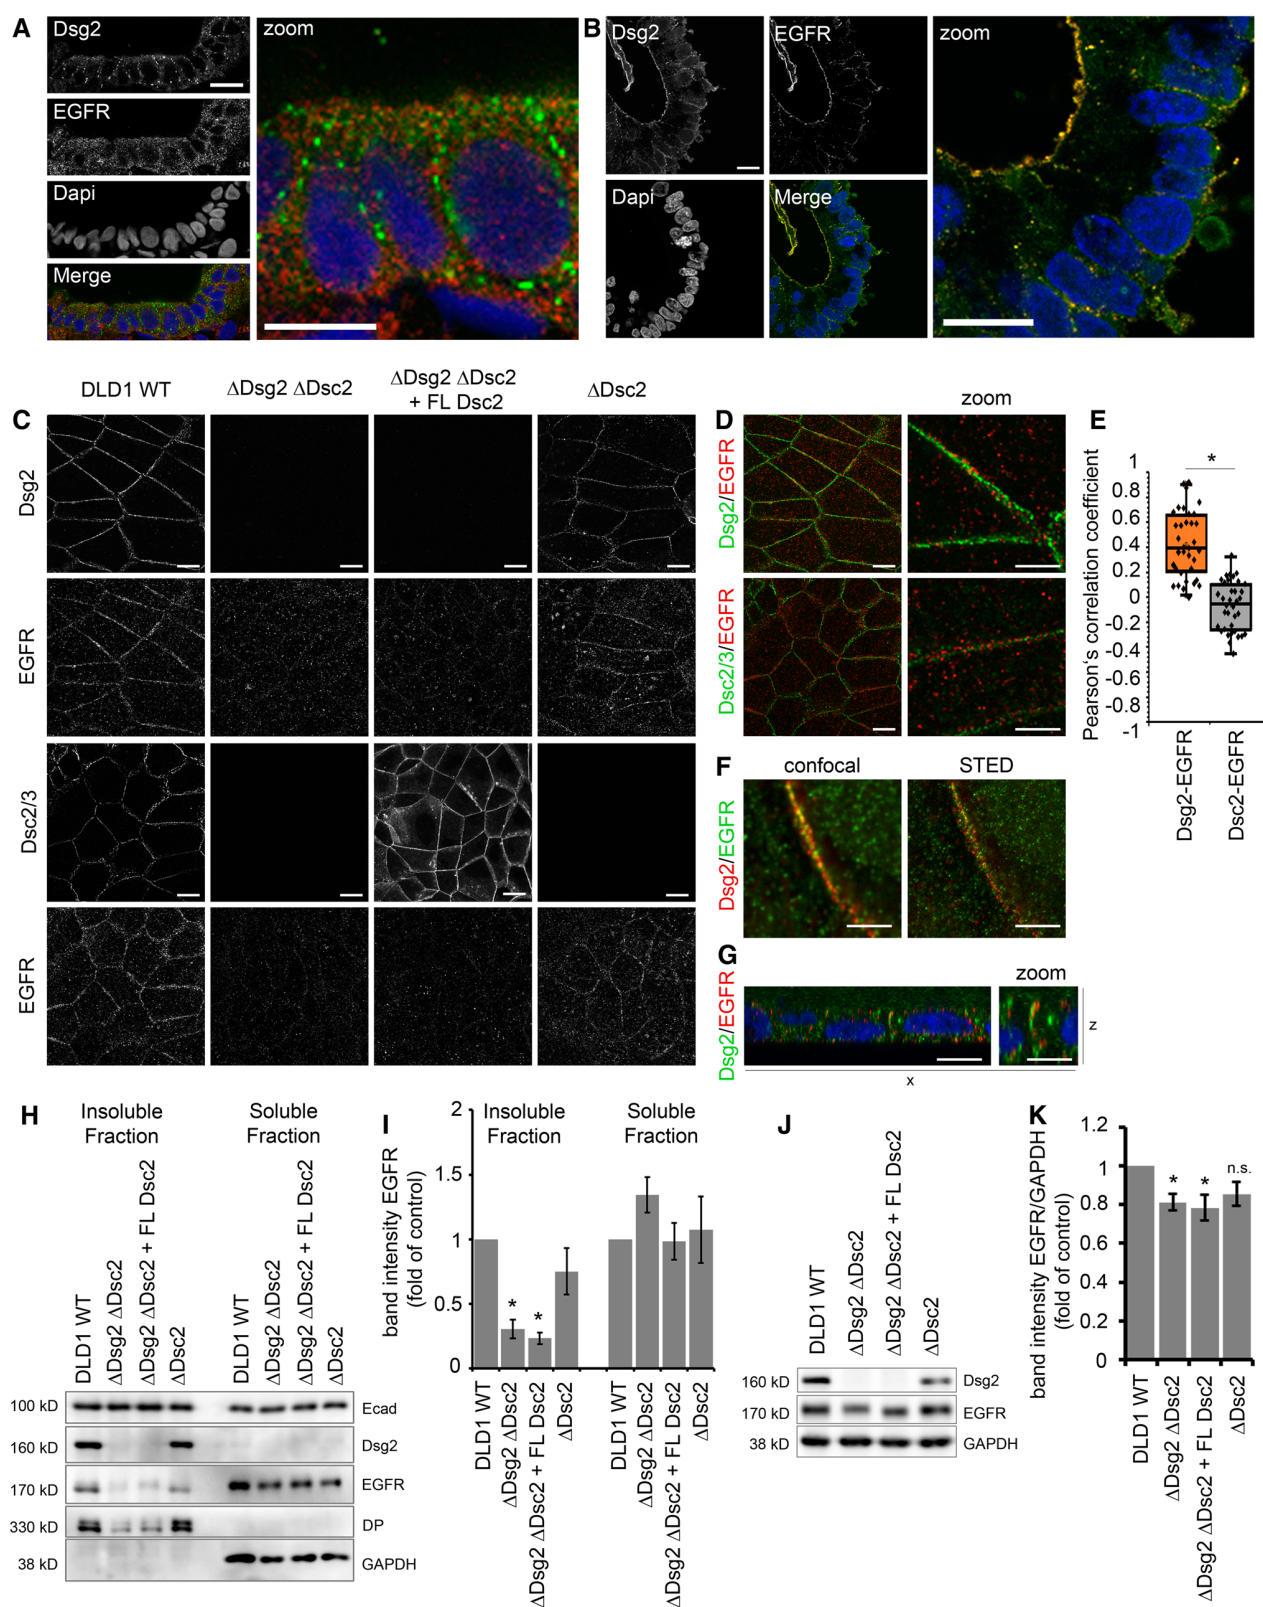 A
Dsg2
EGFR
Dapi
Merge
zoom
B
Dsg2
EGFR
Dapi
Merge
zoom
C
DLD1 WT
ΔDsg2 ΔDsc2
ΔDsg2 ΔDsc2
+ FL Dsc2
ΔDsc2
Dsg2
EGFR
Dsc2/3
EGFR
D
zoom
Dsg2/EGFR
Dsc2/3/EGFR
E
Pearson's correlation coefficient
1
0.8
0.6
0.4
0.2
0
-0.2
-0.4
-0.6
-0.8
-1
*
Dsg2-EGFR
Dsc2-EGFR
F
confocal
STED
Dsg2/EGFR
G
zoom
Dsg2/EGFR
z
x
H
Insoluble
Fraction
Soluble
Fraction
DLD1 WT
ΔDsg2 ΔDsc2
ΔDsg2 ΔDsc2 + FL Dsc2
ΔDsc2
DLD1 WT
ΔDsg2 ΔDsc2
ΔDsg2 ΔDsc2 + FL Dsc2
ΔDsc2
100 kD
Ecad
160 kD
Dsg2
170 kD
EGFR
330 kD
DP
38 kD
GAPDH
I
Insoluble
Fraction
Soluble
Fraction
band intensity EGFR
(fold of control)
2
1.5
1
0.5
0
*
*
DLD1 WT
ΔDsg2 ΔDsc2
ΔDsg2 ΔDsc2 + FL Dsc2
ΔDsc2
DLD1 WT
ΔDsg2 ΔDsc2
ΔDsg2 ΔDsc2 + FL Dsc2
ΔDsc2
J
DLD1 WT
ΔDsg2 ΔDsc2
ΔDsg2 ΔDsc2 + FL Dsc2
ΔDsc2
160 kD
Dsg2
170 kD
EGFR
38 kD
GAPDH
K
band intensity EGFR/GAPDH
(fold of control)
1.2
1
0.8
0.6
0.4
0.2
0
*
*
n.s.
DLD1 WT
ΔDsg2 ΔDsc2
ΔDsg2 ΔDsc2 + FL Dsc2
ΔDsc2